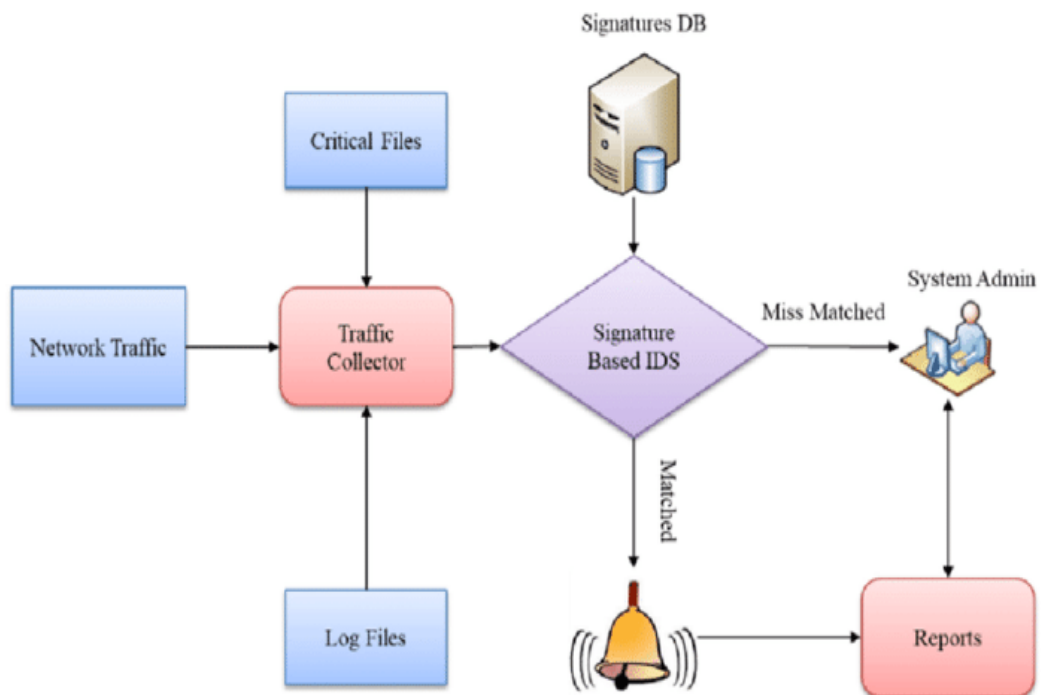 Signatures DB
Critical Files
System Admin
Miss Matched
Network Traffic
Traffic
Collector
Signature
Based IDS
Matched
Log Files
Reports